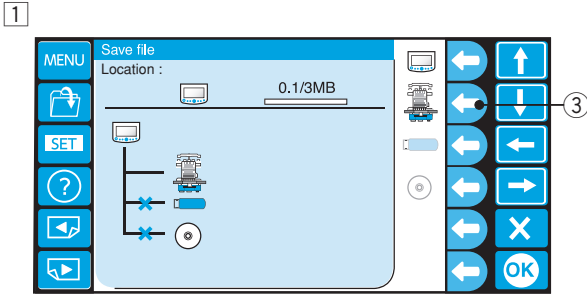 1
MENU
Save file
Location :
0.1/3MB
SET
?
3
OK